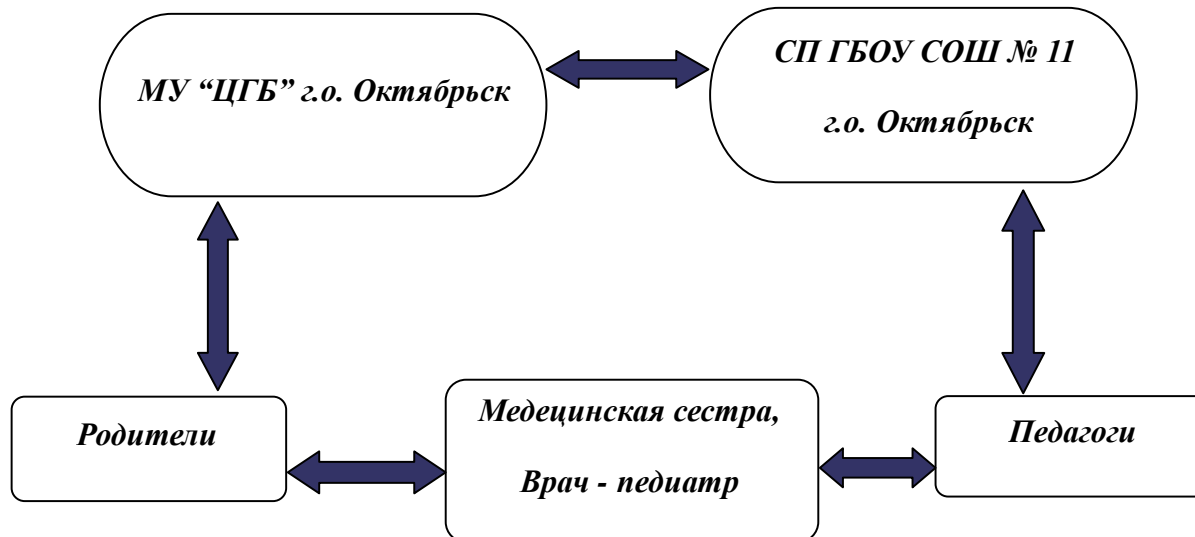 МУ “ЦГБ” г.о. Октябрьск
СП ГБОУ СОШ № 11
г.о. Октябрьск
Родители
Медецинская сестра,
Врач - педиатр
Педагоги